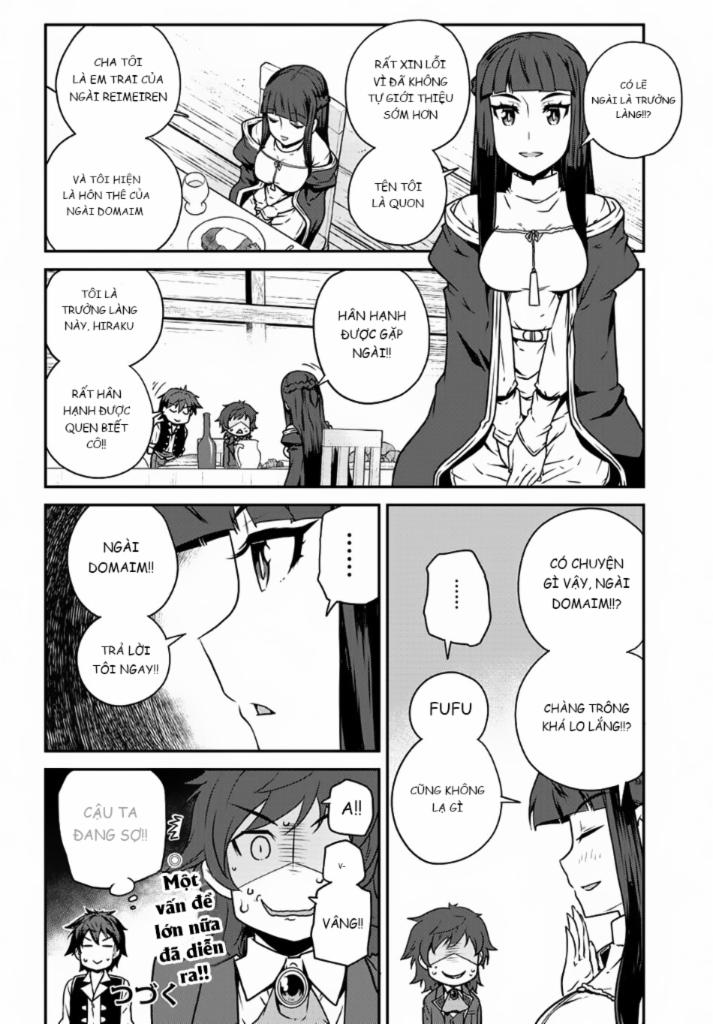 CÓ LẼ
NGÀI LÀ TRƯỞNG
LÀNG!!?
RẤT XIN LỖI
VÌ ĐÃ KHÔNG
TỰ GIỚI THIỆU
SỚM HƠN
TÊN TÔI
LÀ QUON
CHA TÔI
LÀ EM TRAI CỦA
NGÀI REIMEIREN
VÀ TÔI HIỆN
LÀ HÔN THÊ CỦA
NGÀI DOMAIM
HÂN HẠNH
ĐƯỢC GẶP
NGÀI!!
TÔI LÀ
TRƯỞNG LÀNG
NÀY, HIRAKU
RẤT HÂN
HẠNH ĐƯỢC
QUEN BIẾT
CÔ!!
CÓ CHUYỆN
GÌ VẬY, NGÀI
DOMAIM!!?
CHÀNG TRÔNG
KHÁ LO LẮNG!!?
.......
FUFU
CŨNG KHÔNG
LẠ GÌ
.......
NGÀI
DOMAIM!!
TRẢ LỜI
TÔI NGAY!!
A!!
V-
VÂNG!!
CẬU TA
ĐANG SỢ!!
Một
vấn đề
lớn nữa
đã diễn
ra!!
つづく